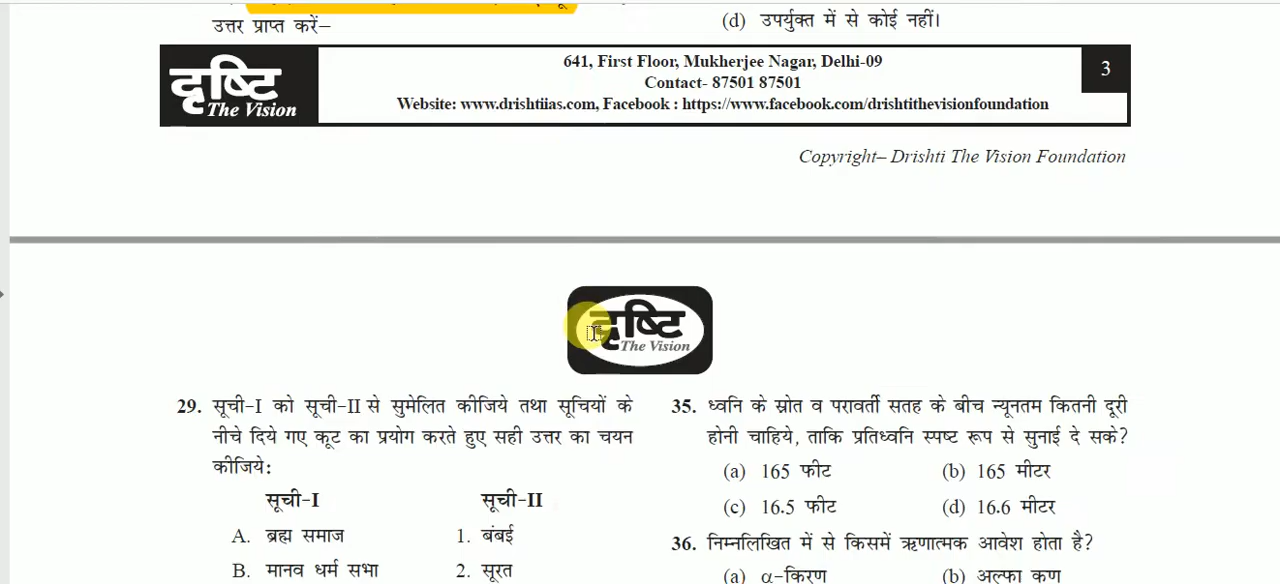 उत्तर प्राप्त करें–
(d) उपर्युक्त में से कोई नहीं।
दृष्टि
The Vision
641, First Floor, Mukherjee Nagar, Delhi-09
Contact- 87501 87501
Website: www.drishtiias.com, Facebook : https://www.facebook.com/drishtithevisionfoundation
3
Copyright– Drishti The Vision Foundation
दृष्टि
The Vision
29. सूची-I को सूची-II से सुमेलित कीजिये तथा सूचियों के
नीचे दिये गए कूट का प्रयोग करते हुए सही उत्तर का चयन
कीजिये:
सूची-I सूची-II
A. ब्रह्म समाज 1. बंबई
B. मानव धर्म सभा 2. सूरत
35. ध्वनि के स्रोत व परावर्ती सतह के बीच न्यूनतम कितनी दूरी
होनी चाहिये, ताकि प्रतिध्वनि स्पष्ट रूप से सुनाई दे सके?
(a) 165 फीट (b) 165 मीटर
(c) 16.5 फीट (d) 16.6 मीटर
36. निम्नलिखित में से किसमें ऋणात्मक आवेश होता है?
(a) α-किरण (b) अल्फा कण